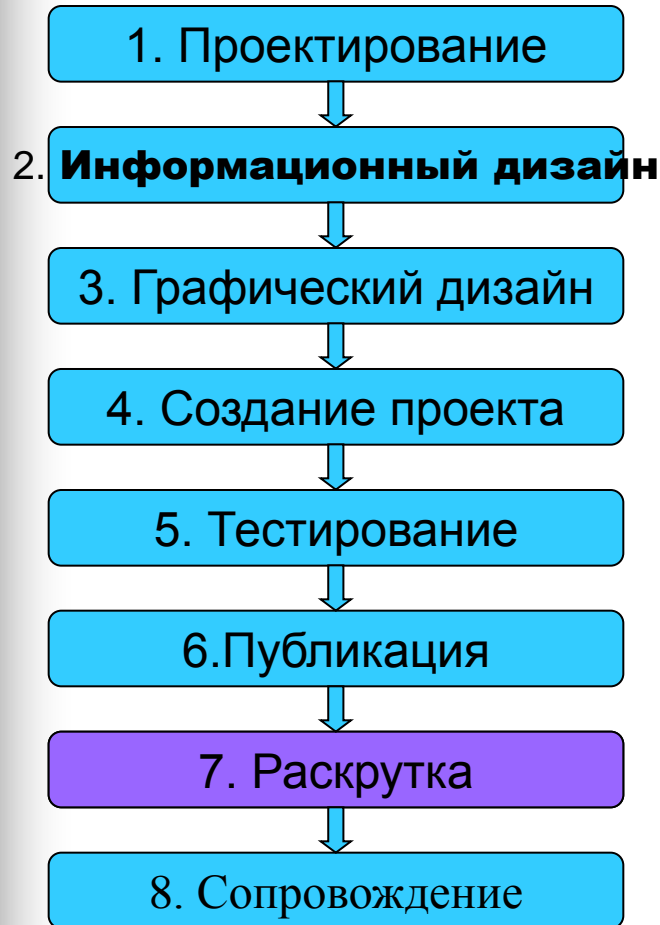 1. Проектирование
2. Информационный дизайн
3. Графический дизайн
4. Создание проекта
5. Тестирование
6.Публикация
7. Раскрутка
8. Сопровождение